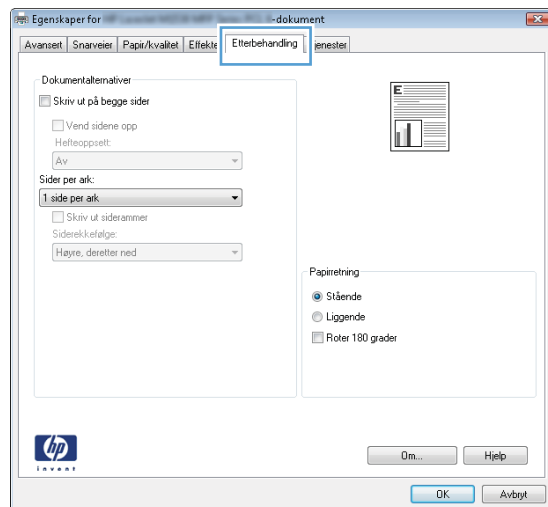 Egenskaper for -dokument
Avansert Snarveier Papir/kvalitet Effekte Etterbehandling jenester
Dokumentalternativer
Skriv ut på begge sider
Vend sidene opp
Hefteoppsett:
Av
Sider per ark:
1 side per ark
Skriv ut siderammer
Siderekkefølge:
Høyre, deretter ned
E
Papirretning
Stående
Liggende
Roter 180 grader
hp
invent
Om... Hjelp
OK Avbryt